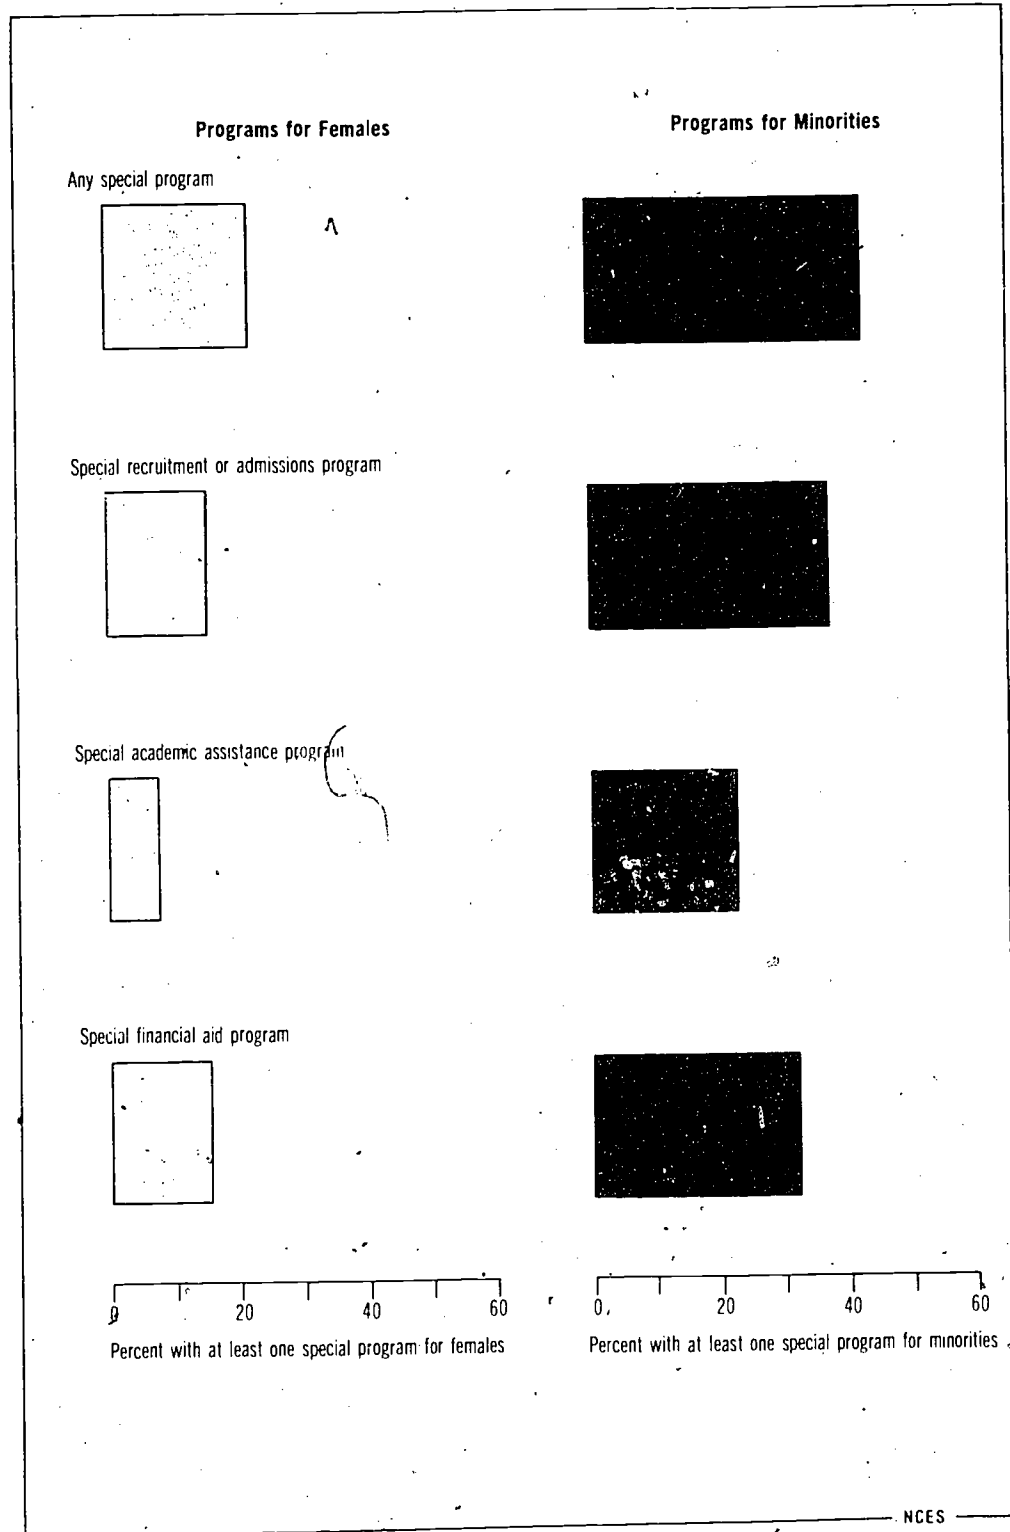 Programs for Females
Programs for Minorities
Any special program
Special recruitment or admissions program
Special academic assistance program
Special financial aid program
0 20 40 60
0 20 40 60
Percent with at least one special program for females
Percent with at least one special program for minorities
NCES